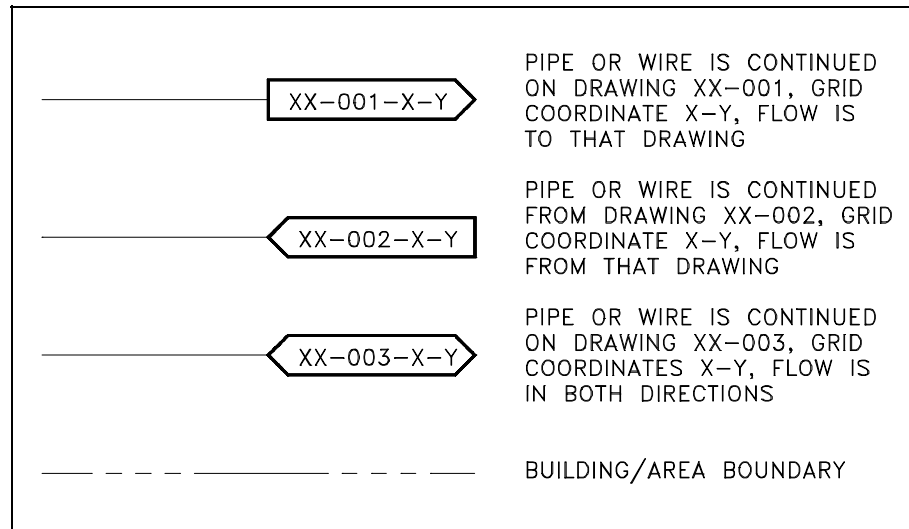 XX-001-X-Y
PIPE OR WIRE IS CONTINUED
ON DRAWING XX-001, GRID
COORDINATE X-Y, FLOW IS
TO THAT DRAWING
XX-002-X-Y
PIPE OR WIRE IS CONTINUED
FROM DRAWING XX-002, GRID
COORDINATE X-Y, FLOW IS
FROM THAT DRAWING
XX-003-X-Y
PIPE OR WIRE IS CONTINUED
ON DRAWING XX-003, GRID
COORDINATES X-Y, FLOW IS
IN BOTH DIRECTIONS
BUILDING/AREA BOUNDARY